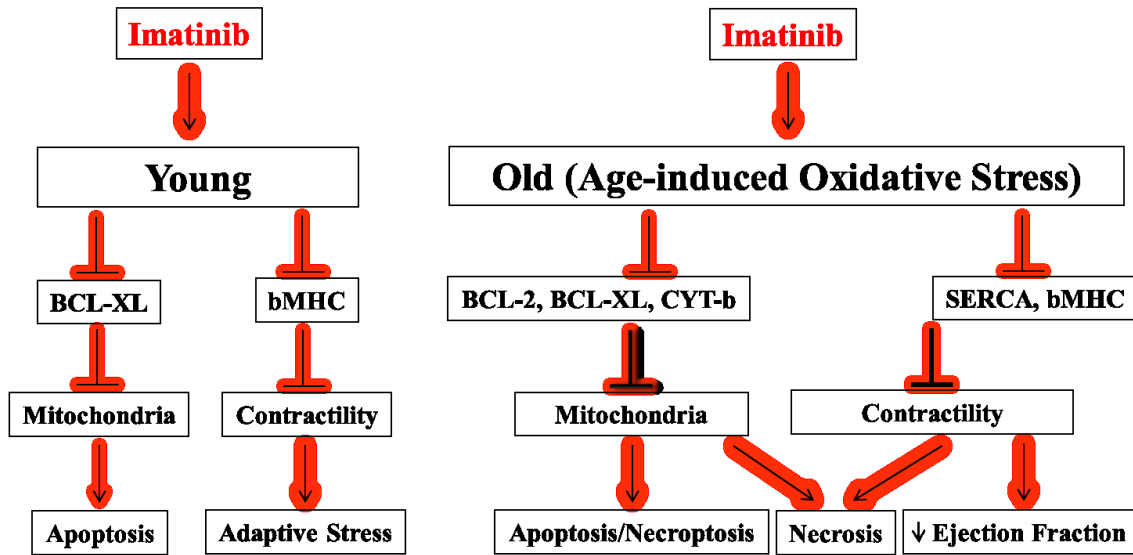 Imatinib
Young
BCL-XL
bMHC
Mitochondria
Contractility
Apoptosis
Adaptive Stress
Imatinib
Old (Age-induced Oxidative Stress)
BCL-2, BCL-XL, CYT-b
SERCA, bMHC
Mitochondria
Contractility
Apoptosis/Necroptosis
Necrosis
↓ Ejection Fraction